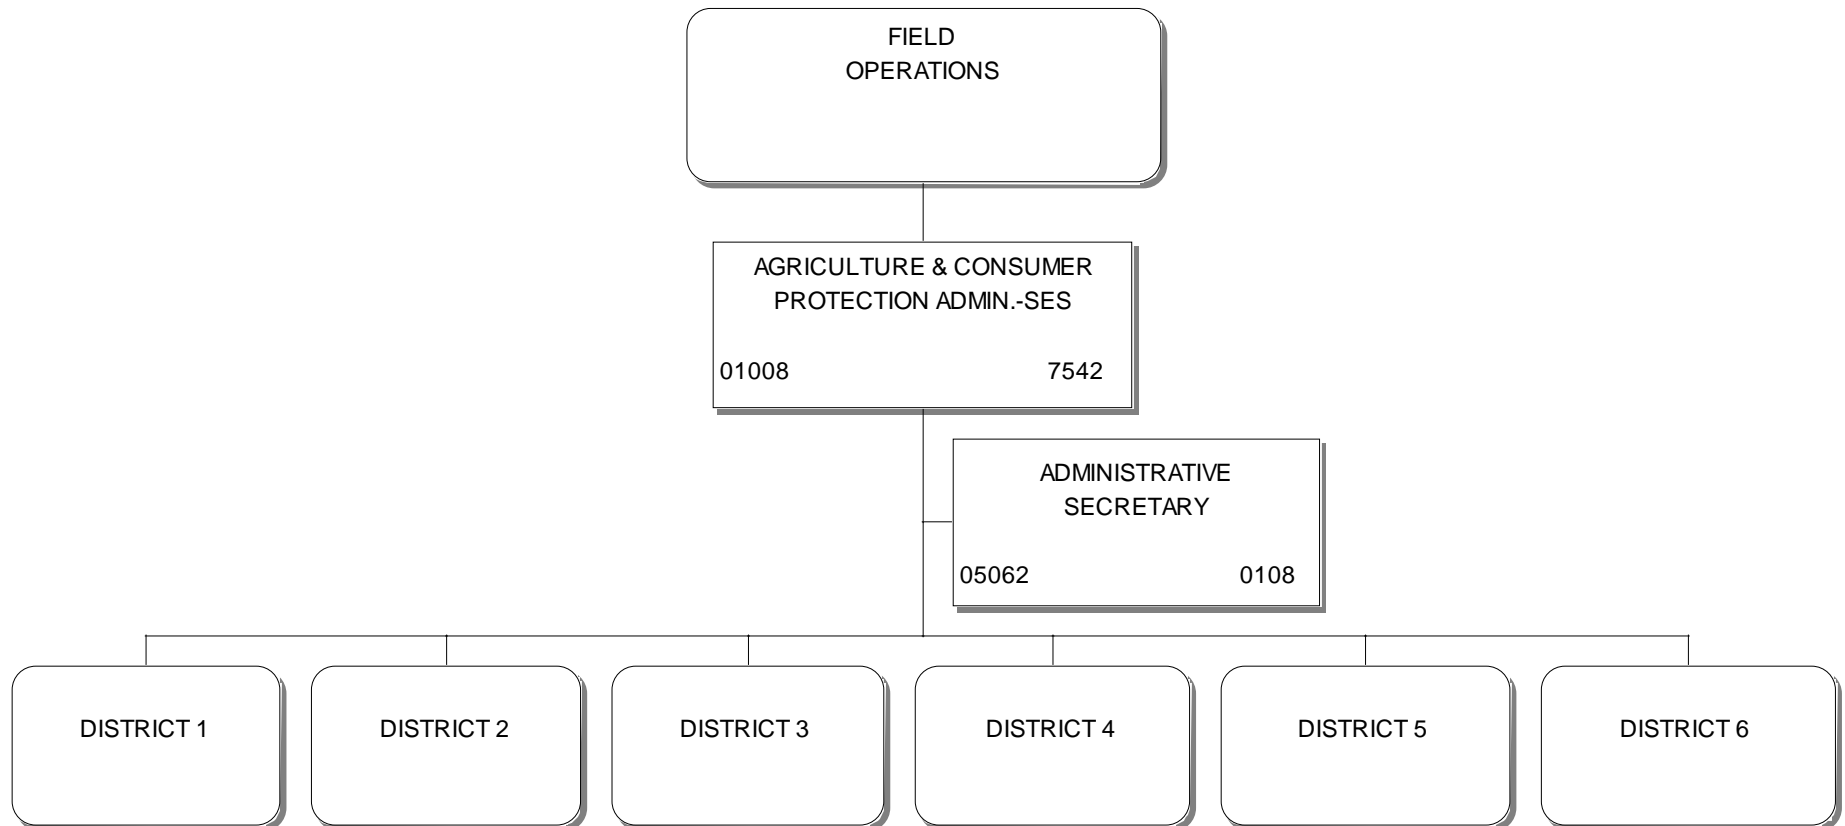 FIELD
OPERATIONS
AGRICULTURE & CONSUMER
PROTECTION ADMIN.-SES
01008 7542
ADMINISTRATIVE
SECRETARY
05062 0108
DISTRICT 1 DISTRICT 2 DISTRICT 3 DISTRICT 4 DISTRICT 5 DISTRICT 6